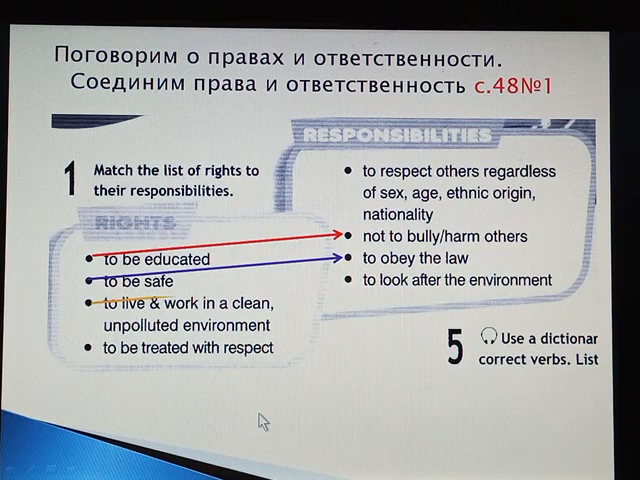 Поговорим о правах и ответственности.
Соединим права и ответственность с.48№1
RESPONSIBILITIES
1 Match the list of rights to
their responsibilities.
• to respect others regardless
of sex, age, ethnic origin,
nationality
• not to bully/harm others
• to obey the law
• to look after the environment
RIGHTS
• to be educated
• to be safe
• to live & work in a clean,
unpolluted environment
• to be treated with respect
5 Use a dictionar
correct verbs. List